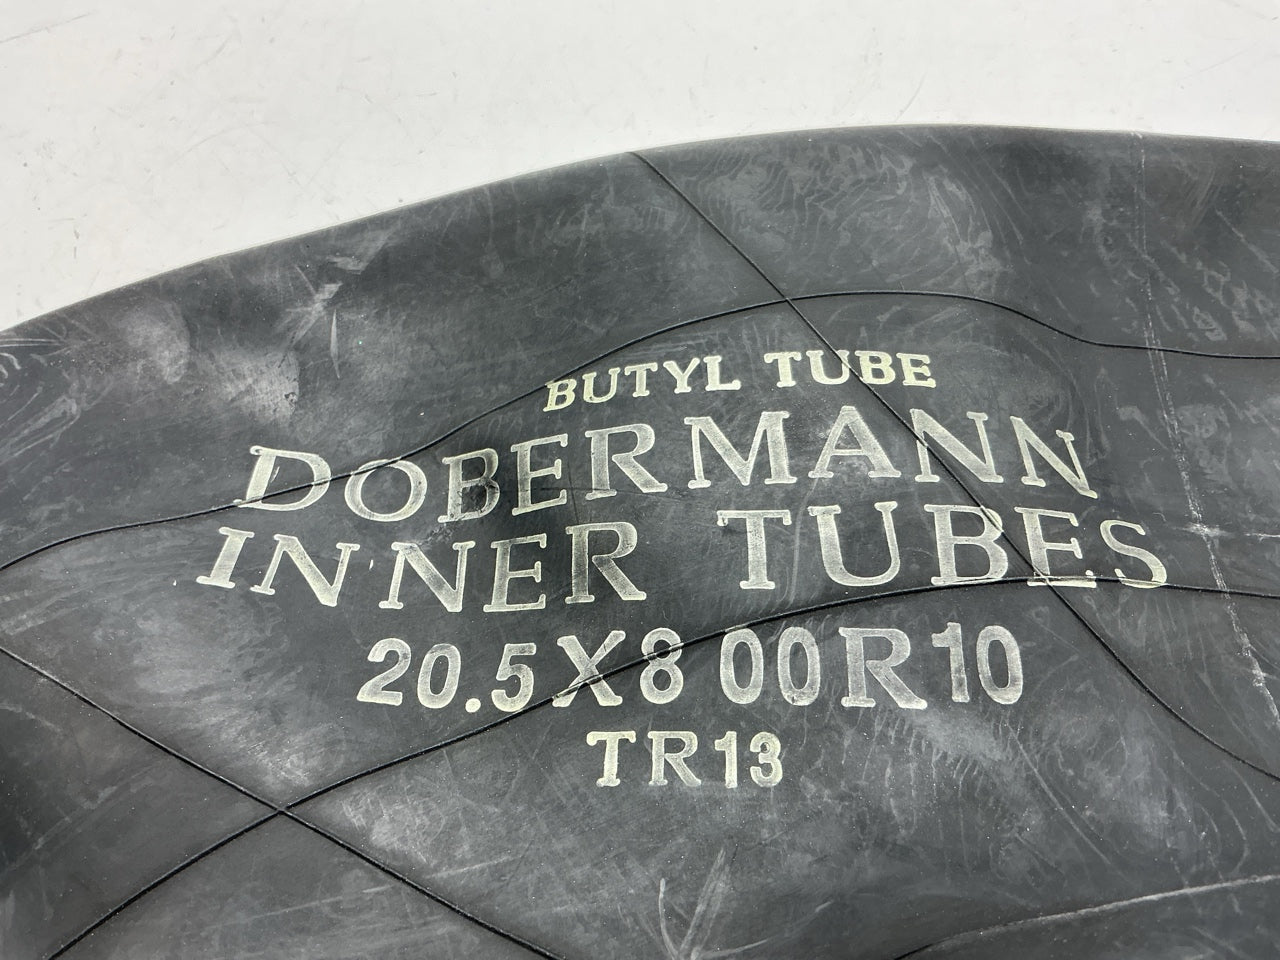 BUTYL TUBE
DOBERMANN
INNER TUBES
20.5X8 00R10
TR13